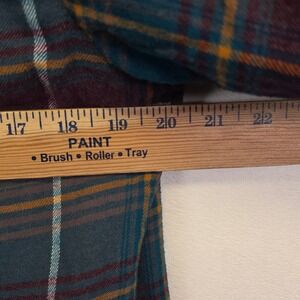 17 18 19 20 21 22
PAINT
• Brush • Roller • Tray